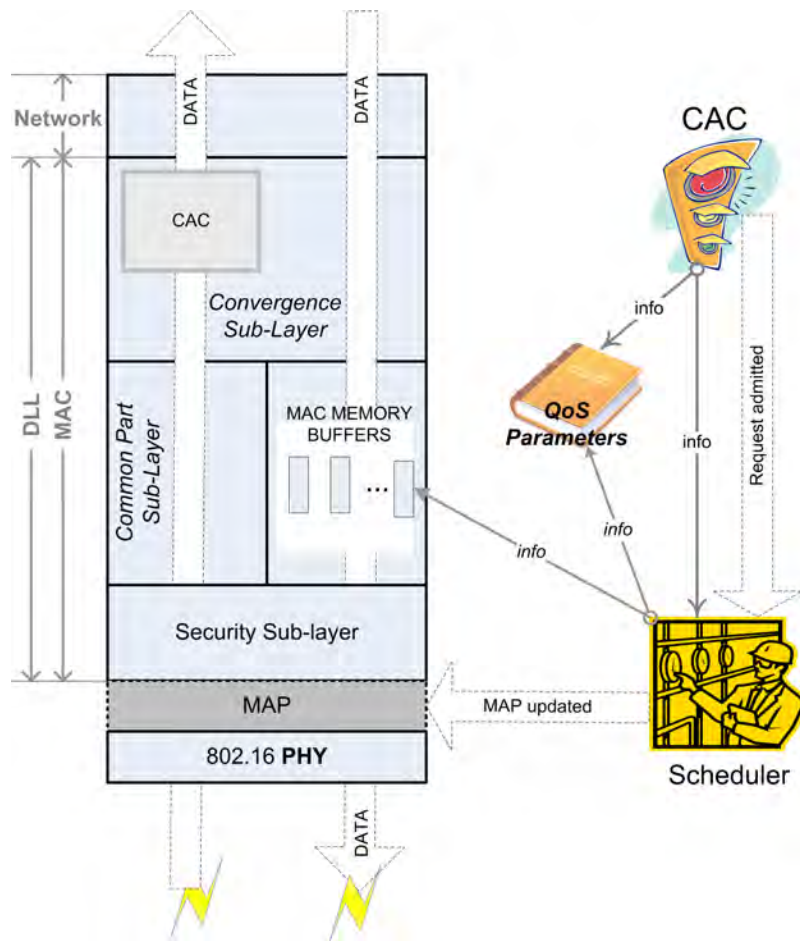 DATA
DATA
Network
CAC
CAC
Convergence
Sub-Layer
info
info
Request admitted
QoS
Parameters
DLL
MAC
Common Part
Sub-Layer
MAC MEMORY
BUFFERS
...
info
info
Security Sub-layer
MAP
MAP updated
802.16 PHY
Scheduler
DATA